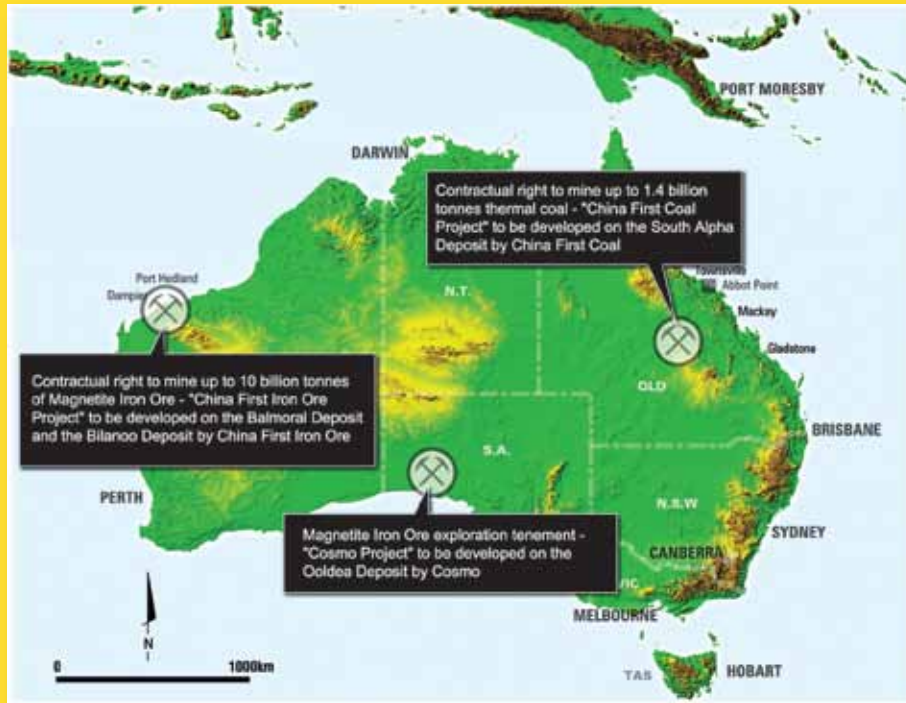 PORT MORESBY
DARWIN
Contractual right to mine up to 1.4 billion
tonnes thermal coal - "China First Coal
Project" to be developed on the South Alpha
Deposit by China First Coal
Port Hedland
Dampier
Townsville
Abbot Point
N.T.
Mackay
Gladstone
Contractual right to mine up to 10 billion tonnes
of Magnetite Iron Ore - "China First Iron Ore
Project" to be developed on the Balmoral Deposit
and the Bilanoo Deposit by China First Iron Ore
QLD
BRISBANE
S.A.
PERTH
N.S.W
SYDNEY
Magnetite Iron Ore exploration tenement -
"Cosmo Project" to be developed on the
Ooldea Deposit by Cosmo
CANBERRA
VIC
MELBOURNE
N
0 1000km
TAS
HOBART